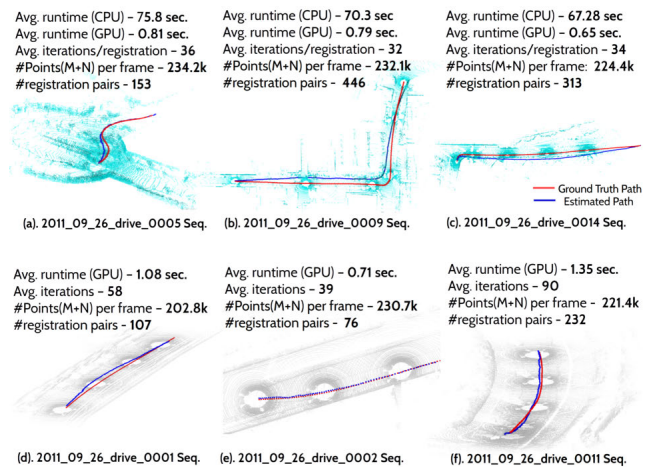 Avg. runtime (CPU) - 75.8 sec.
Avg. runtime (GPU) - 0.81 sec.
Avg. iterations/registration - 36
#Points(M+N) per frame - 234.2k
#registration pairs - 153
Avg. runtime (CPU) - 70.3 sec.
Avg. runtime (GPU) - 0.79 sec.
Avg. iterations/registration - 32
#Points(M+N) per frame - 232.1k
#registration pairs - 446
Avg. runtime (CPU) - 67.28 sec
Avg. runtime (GPU) - 0.65 sec.
Avg. iterations/registration - 34
#Points(M+N) per frame: 224.4k
#registration pairs - 313
Ground Truth Path
Estimated Path
(a). 2011_09_26_drive_0005 Seq.
(b). 2011_09_26_drive_0009 Seq.
(c). 2011_09_26_drive_0014 Seq.
Avg. runtime (GPU) - 1.08 sec.
Avg. iterations - 58
#Points(M+N) per frame - 202.8k
#registration pairs - 107
Avg. runtime (GPU) - 0.71 sec.
Avg. iterations - 39
#Points(M+N) per frame - 230.7k
#registration pairs - 76
Avg. runtime (GPU) - 1.35 sec.
Avg. iterations - 90
#Points(M+N) per frame - 221.4k
#registration pairs - 232
(d). 2011_09_26_drive_0001 Seq.
(e). 2011_09_26_drive_0002 Seq.
(f). 2011_09_26_drive_0011 Seq.